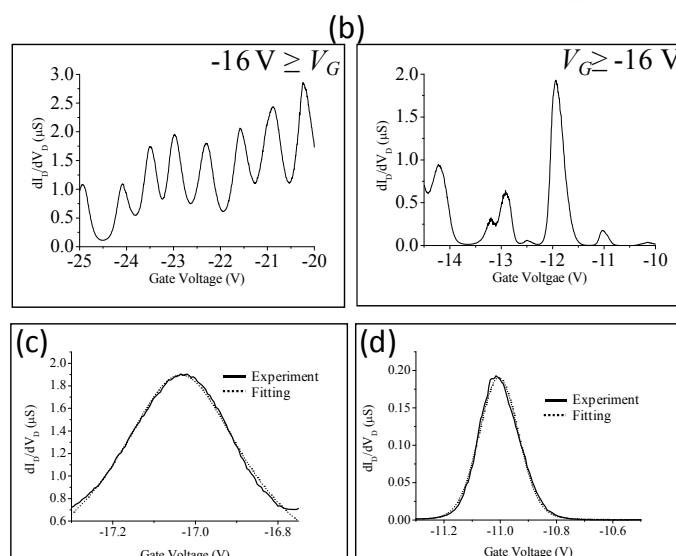 (b)
-16 V ≥ V_G
3.0
2.5
2.0
1.5
1.0
0.5
0.0
dI_D/dV_D (μS)
-25 -24 -23 -22 -21 -20
Gate Voltage (V)
V_G ≥ -16 V
2.0
1.5
1.0
0.5
0.0
dI_D/dV_D (μS)
-14 -13 -12 -11 -10
Gate Voltgae (V)
(c)
2.0
1.8
1.6
1.4
1.2
1.0
0.8
0.6
dI_D/dV_D (μS)
Experiment
Fitting
-17.2 -17.0 -16.8
Gate Voltage (V)
(d)
0.20
0.15
0.10
0.05
0.00
dI_D/dV_D (μS)
Experiment
Fitting
-11.2 -11.0 -10.8 -10.6
Gate Voltage (V)